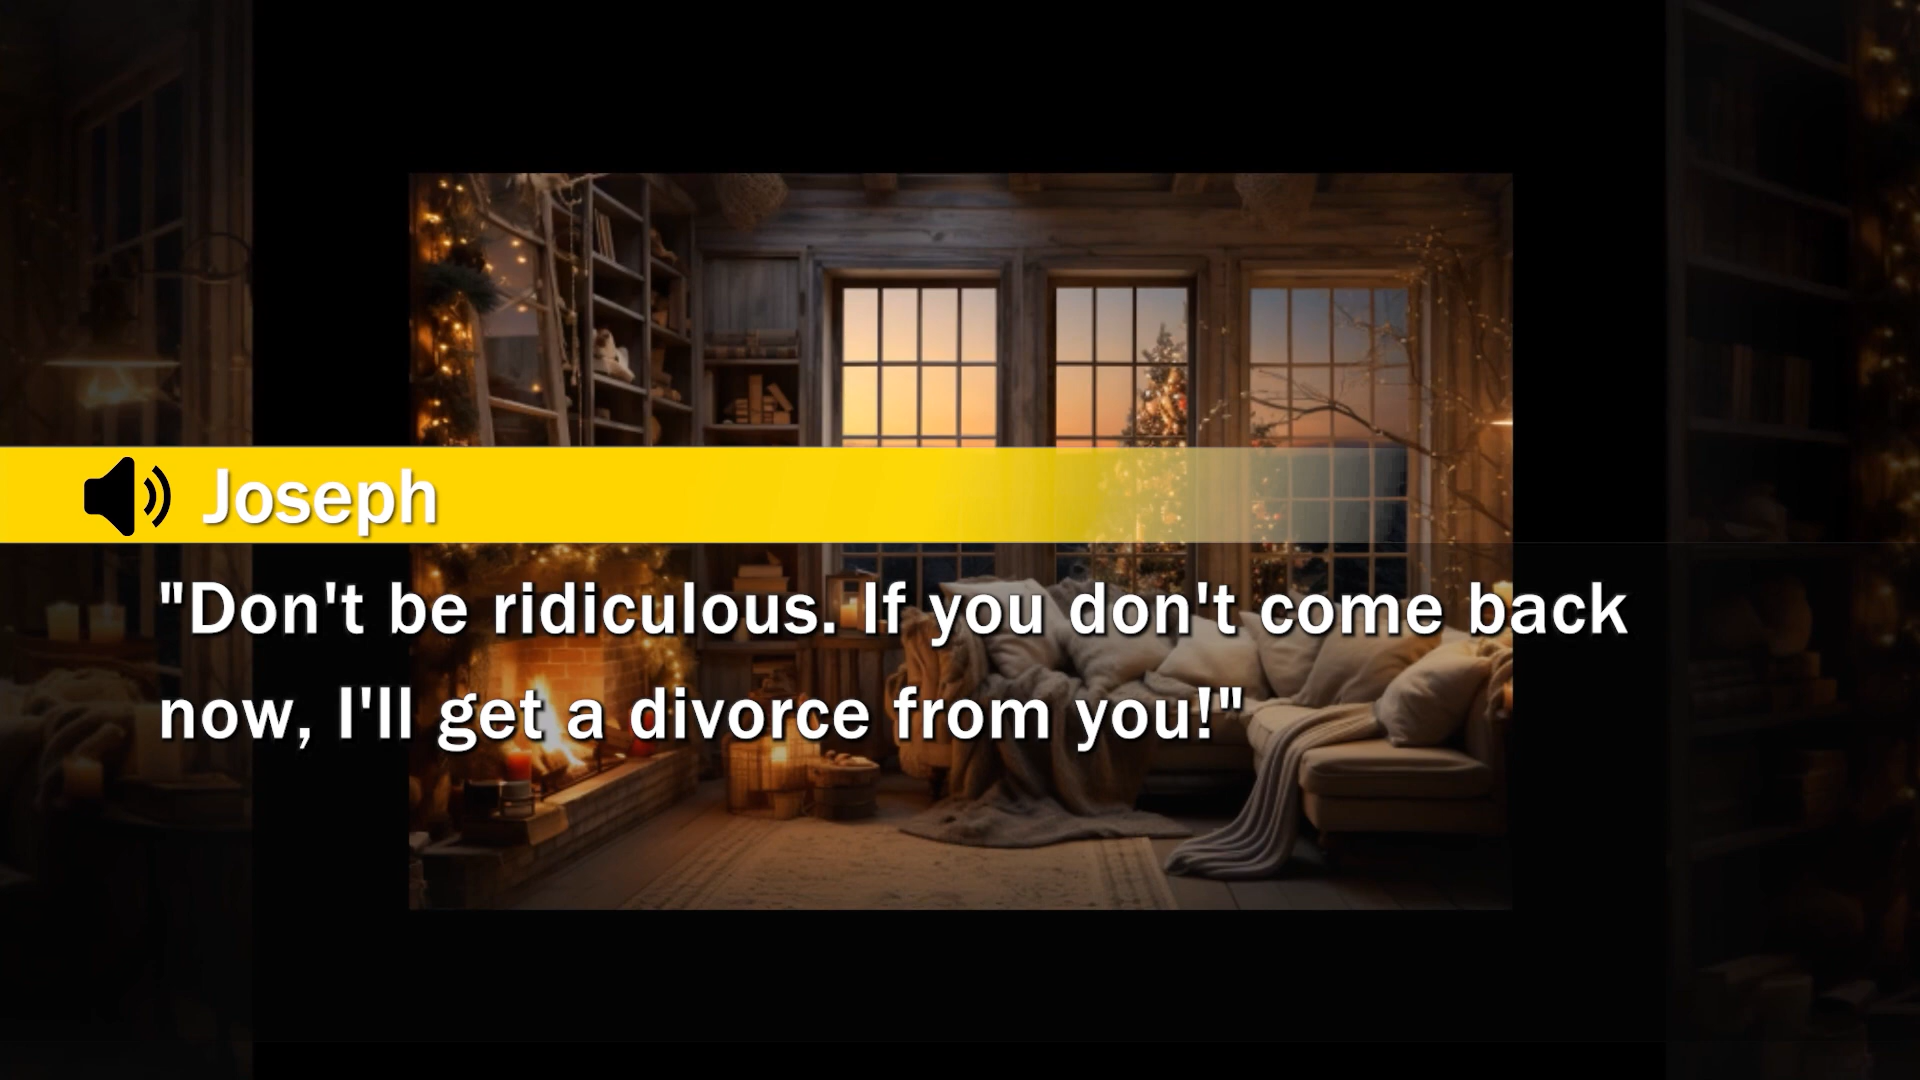 Joseph
"Don't be ridiculous. If you don't come back
now, I'll get a divorce from you!"